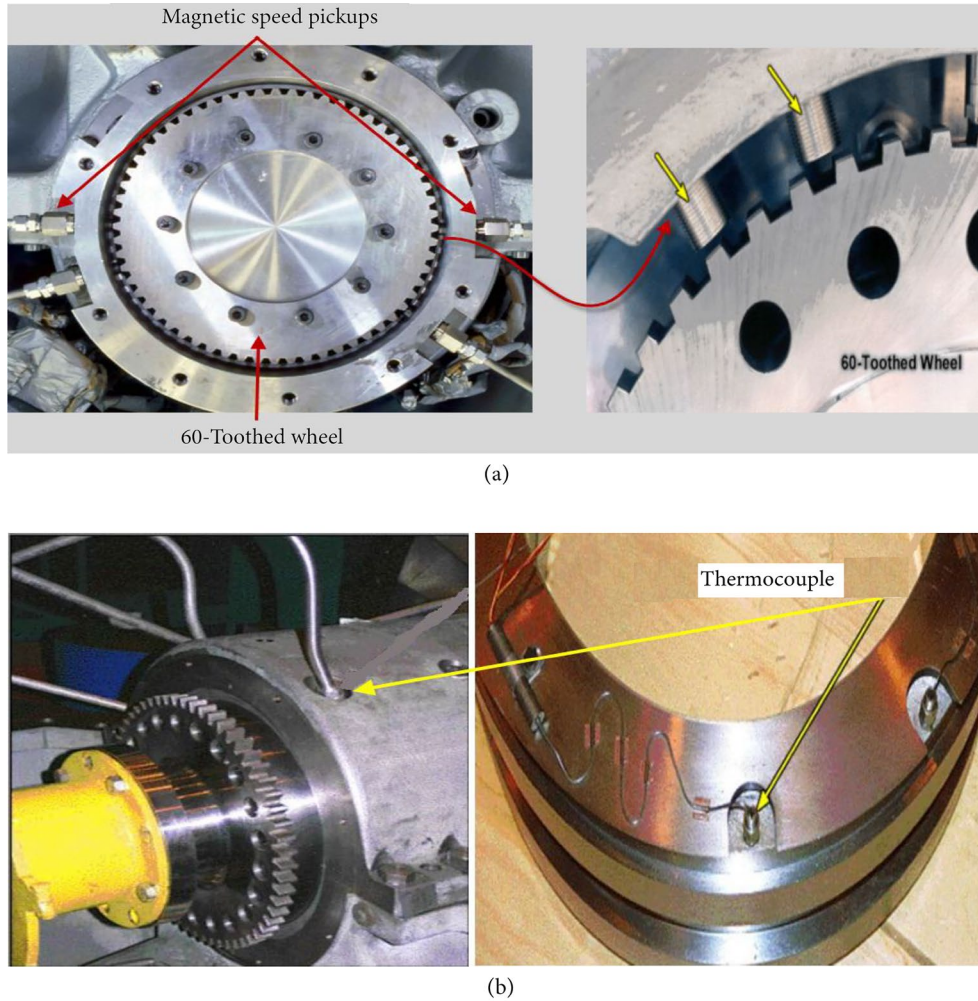 Magnetic speed pickups
60-Toothed Wheel
60-Toothed wheel
(a)
Thermocouple
(b)